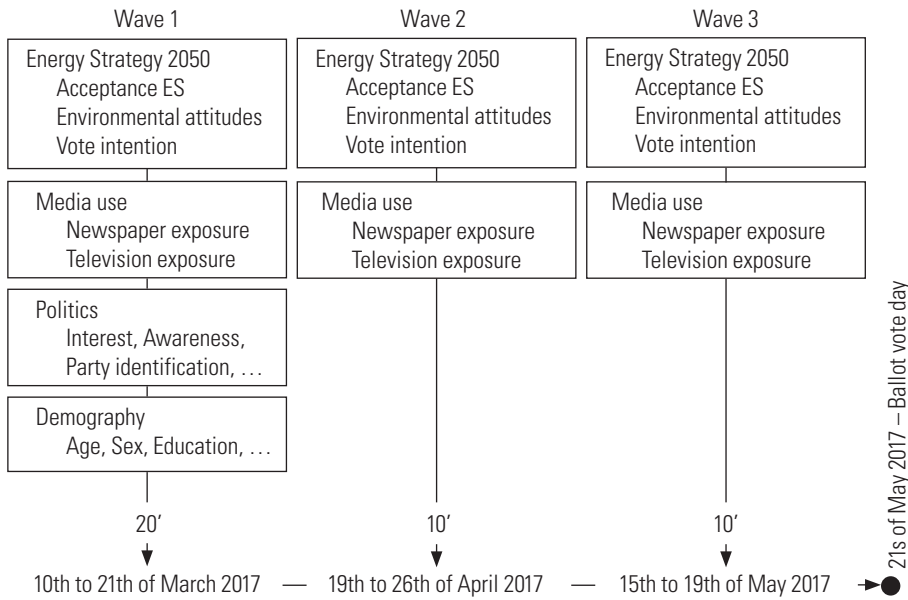 Wave 1
Energy Strategy 2050
Acceptance ES
Environmental attitudes
Vote intention
Media use
Newspaper exposure
Television exposure
Politics
Interest, Awareness,
Party identification, …
Demography
Age, Sex, Education, …
20’
10th to 21th of March 2017
Wave 2
Energy Strategy 2050
Acceptance ES
Environmental attitudes
Vote intention
Media use
Newspaper exposure
Television exposure
10’
19th to 26th of April 2017
Wave 3
Energy Strategy 2050
Acceptance ES
Environmental attitudes
Vote intention
Media use
Newspaper exposure
Television exposure
10’
15th to 19th of May 2017
21s of May 2017 – Ballot vote day